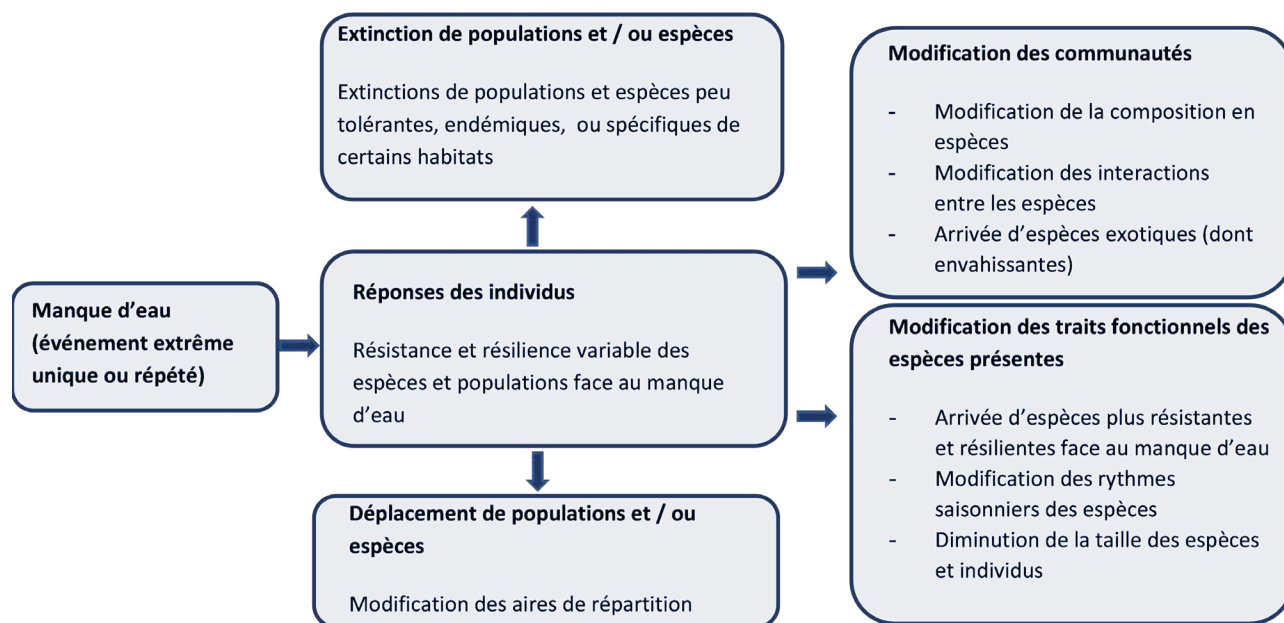 Extinction de populations et / ou espèces
Extinctions de populations et espèces peu
tolérantes, endémiques, ou spécifiques de
certains habitats
Modification des communautés
- Modification de la composition en
espèces
- Modification des interactions
entre les espèces
- Arrivée d’espèces exotiques (dont
envahissantes)
Manque d’eau
(événement extrême
unique ou répété)
Réponses des individus
Résistance et résilience variable des
espèces et populations face au manque
d’eau
Modification des traits fonctionnels des
espèces présentes
- Arrivée d’espèces plus résistantes
et résilientes face au manque d’eau
- Modification des rythmes
saisonniers des espèces
- Diminution de la taille des espèces
et individus
Déplacement de populations et / ou
espèces
Modification des aires de répartition